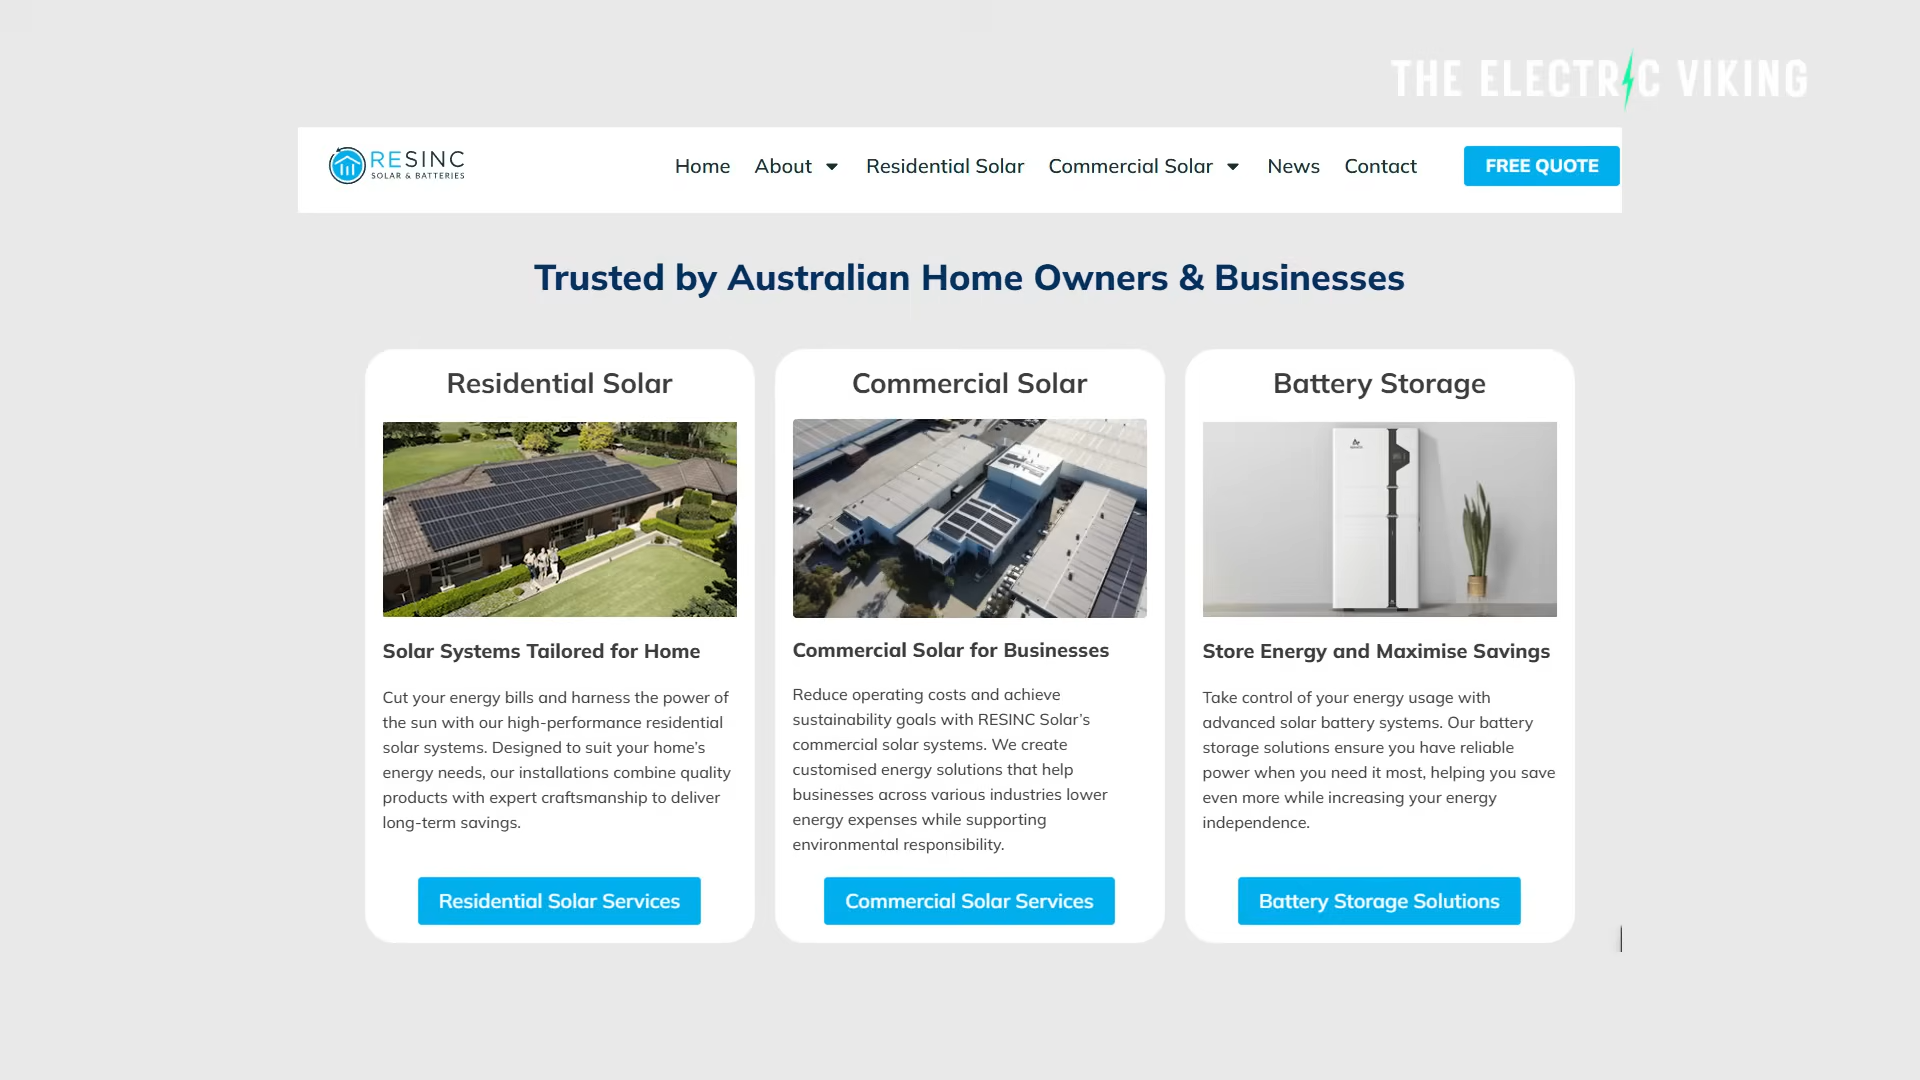 THE ELECTRIC VIKING
RESINC
SOLAR & BATTERIES
Home
About
Residential Solar
Commercial Solar
News
Contact
FREE QUOTE
Trusted by Australian Home Owners & Businesses
Residential Solar
Solar Systems Tailored for Home
Cut your energy bills and harness the power of
the sun with our high-performance residential
solar systems. Designed to suit your home's
energy needs, our installations combine quality
products with expert craftsmanship to deliver
long-term savings.
Residential Solar Services
Commercial Solar
Commercial Solar for Businesses
Reduce operating costs and achieve
sustainability goals with RESINC Solar's
commercial solar systems. We create
customised energy solutions that help
businesses across various industries lower
energy expenses while supporting
environmental responsibility.
Commercial Solar Services
Battery Storage
Store Energy and Maximise Savings
Take control of your energy usage with
advanced solar battery systems. Our battery
storage solutions ensure you have reliable
power when you need it most, helping you save
even more while increasing your energy
independence.
Battery Storage Solutions